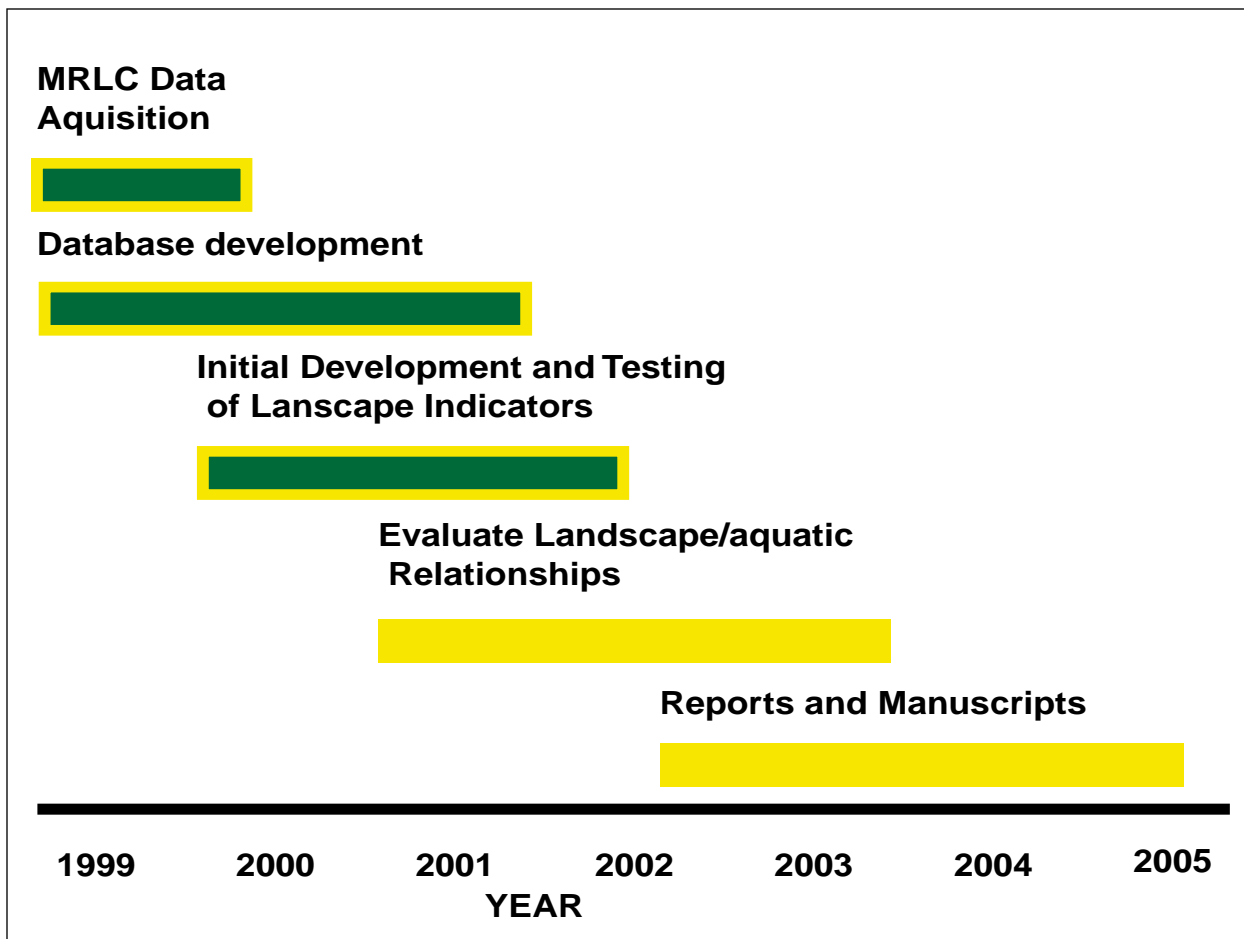 MRLC Data
Aquisition
Database development
Initial Development and Testing
of Lanscape Indicators
Evaluate Landscape/aquatic
Relationships
Reports and Manuscripts
1999 2000 2001 2002 2003 2004 2005
YEAR